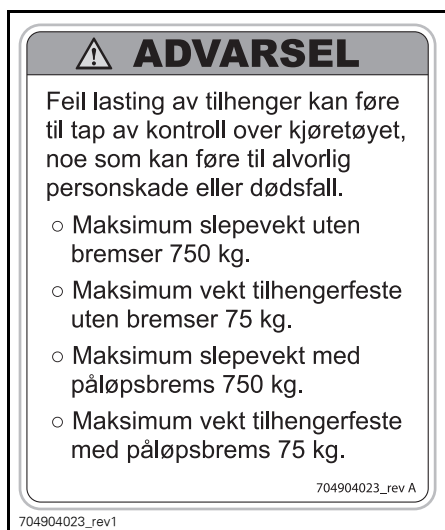 ADVARSEL
Feil lasting av tilhenger kan føre
til tap av kontroll over kjøretøyet,
noe som kan føre til alvorlig
personskade eller dødsfall.
○ Maksimum slepevekt uten
bremser 750 kg.
○ Maksimum vekt tilhengerfeste
uten bremser 75 kg.
○ Maksimum slepevekt med
påløpsbrems 750 kg.
○ Maksimum vekt tilhengerfeste
med påløpsbrems 75 kg.
704904023_rev A
704904023_rev1